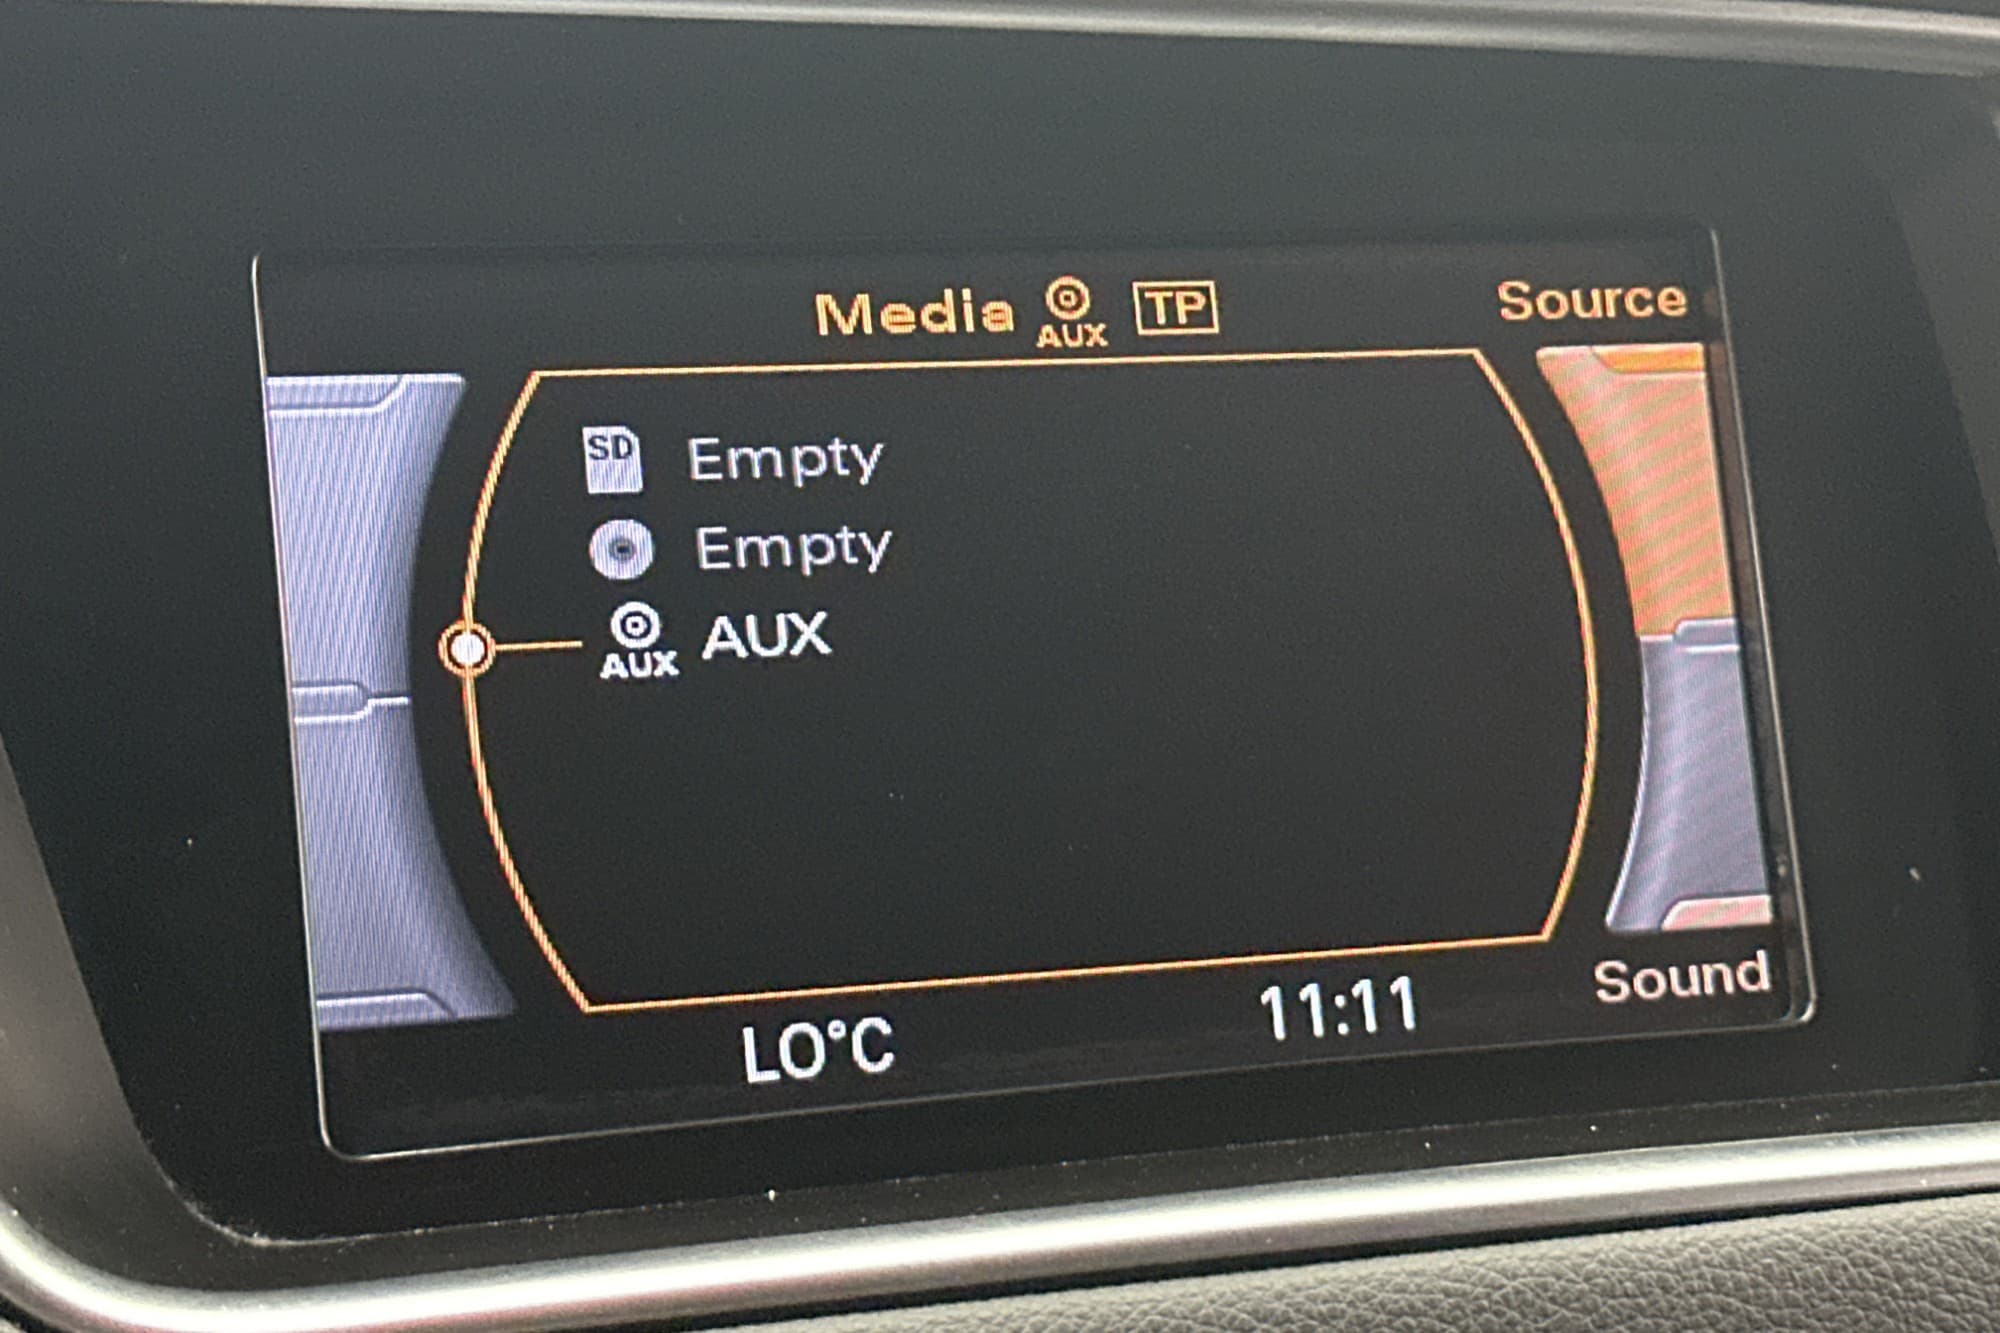 Media AUX TP
Source
SD Empty
Empty
AUX AUX
Sound
LO°C 11:11